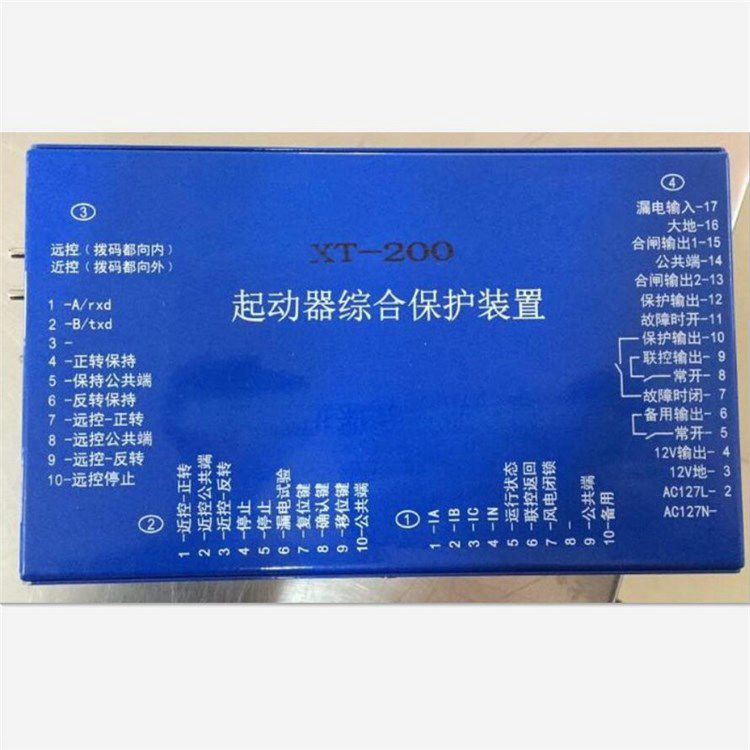 XT-200
起动器综合保护装置
③
远控（拨码都向内）
近控（拨码都向外）
1 -A/rxd
2 -B/txd
3 -
4 -正转保持
5 -保持公共端
6 -反转保持
7 -远控-正转
8 -远控公共端
9 -远控-反转
10-远控停止
②
1 -近控-正转
2 -近控公共端
3 -近控-反转
4 -停止
5 -停止
6 -漏电试验
7 -复位键
8 -确认键
9 -移位键
10-公共端
①
1 -IA
2 -IB
3 -IC
4 -IN
5 -运行状态
6 -联控返回
7 -风电闭锁
8 -
9 -公共端
10-备用
④
漏电输入-17
大地-16
合闸输出1-15
公共端-14
合闸输出2-13
保护输出-12
故障时开-11
保护输出-10
联控输出- 9
常开- 8
故障时闭- 7
备用输出- 6
常开- 5
12V输出- 4
12V地- 3
AC127L- 2
AC127N-